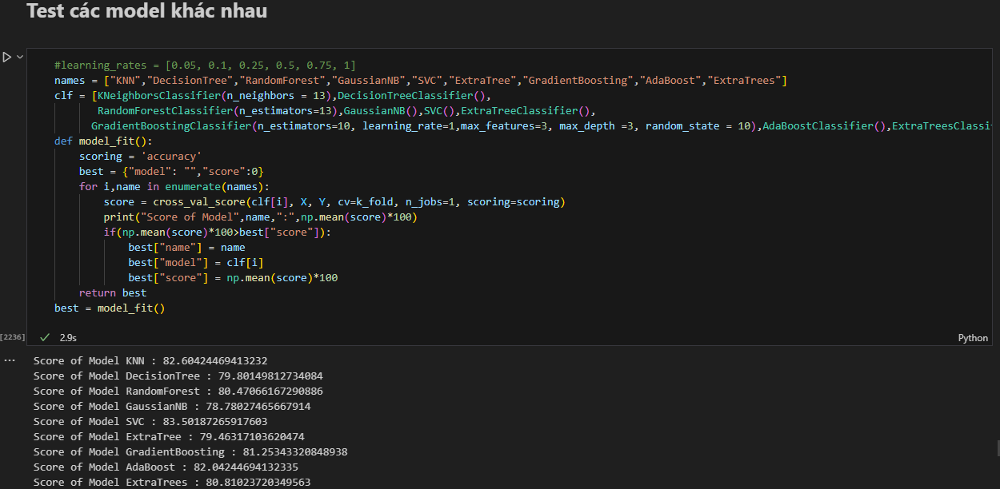 Test các model khác nhau
#learning_rates = [0.05, 0.1, 0.25, 0.5, 0.75, 1]
names = ["KNN","DecisionTree","RandomForest","GaussianNB","SVC","ExtraTree","GradientBoosting","AdaBoost","ExtraTrees"]
clf = [KNeighborsClassifier(n_neighbors = 13),DecisionTreeClassifier(),
       RandomForestClassifier(n_estimators=13),GaussianNB(),SVC(),ExtraTreeClassifier(),
      GradientBoostingClassifier(n_estimators=10, learning_rate=1,max_features=3, max_depth =3, random_state = 10),AdaBoostClassifier(),ExtraTreesClassi
def model_fit():
    scoring = 'accuracy'
    best = {"model": "","score":0}
    for i,name in enumerate(names):
        score = cross_val_score(clf[i], X, Y, cv=k_fold, n_jobs=1, scoring=scoring)
        print("Score of Model",name,":",np.mean(score)*100)
        if(np.mean(score)*100>best["score"]):
            best["name"] = name
            best["model"] = clf[i]
            best["score"] = np.mean(score)*100
    return best
best = model_fit()
[2236] 2.9s Python
Score of Model KNN : 82.60424469413232
Score of Model DecisionTree : 79.80149812734084
Score of Model RandomForest : 80.47066167290886
Score of Model GaussianNB : 78.78027465667914
Score of Model SVC : 83.50187265917603
Score of Model ExtraTree : 79.46317103620474
Score of Model GradientBoosting : 81.25343320848938
Score of Model AdaBoost : 82.04244694132335
Score of Model ExtraTrees : 80.81023720349563